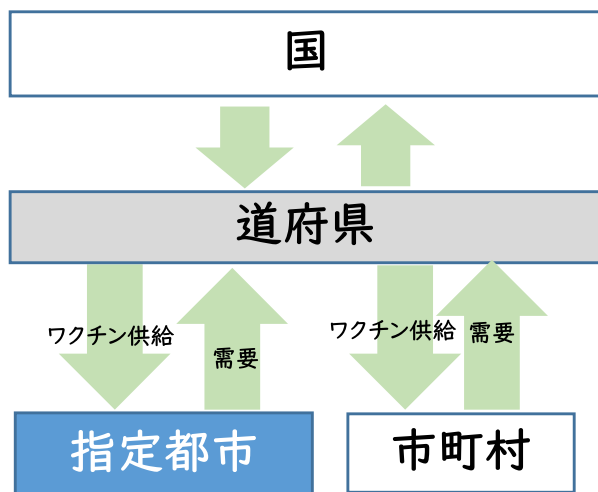 国
道府県
ワクチン供給
需要
ワクチン供給
需要
指定都市
市町村